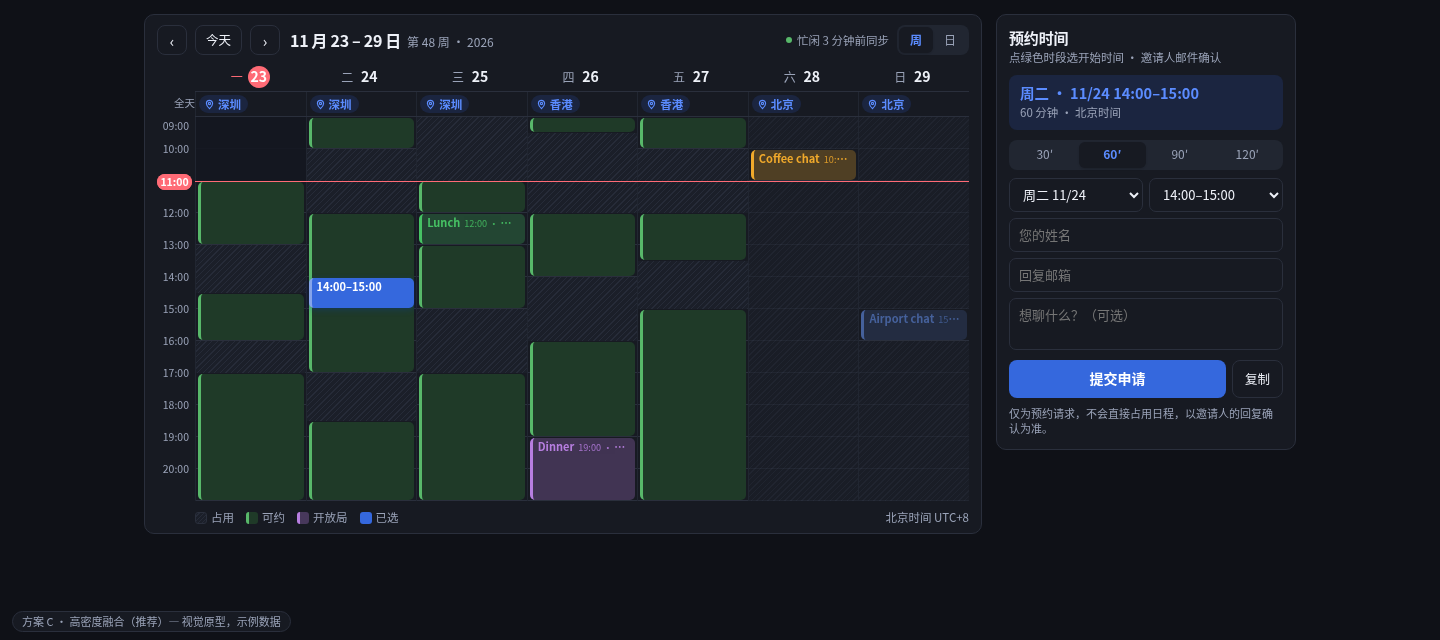 ‹ 今天 › 11 月 23 – 29 日 第 48 周 · 2026 忙闲 3 分钟前同步 周 日
一 23 二 24 三 25 四 26 五 27 六 28 日 29
全天 深圳 深圳 深圳 香港 香港 北京 北京
09:00
10:00
Coffee chat 10:…
11:00
12:00
Lunch 12:00 · …
13:00
14:00
14:00–15:00
15:00
Airport chat 15…
16:00
17:00
18:00
19:00
Dinner 19:00 · …
20:00
占用 可约 开放局 已选 北京时间 UTC+8
预约时间
点绿色时段选开始时间 · 邀请人邮件确认
周二 · 11/24 14:00–15:00
60 分钟 · 北京时间
30′ 60′ 90′ 120′
周二 11/24 14:00–15:00
您的姓名
回复邮箱
想聊什么？（可选）
提交申请 复制
仅为预约请求，不会直接占用日程，以邀请人的回复确
认为准。
方案 C · 高密度融合（推荐）— 视觉原型，示例数据